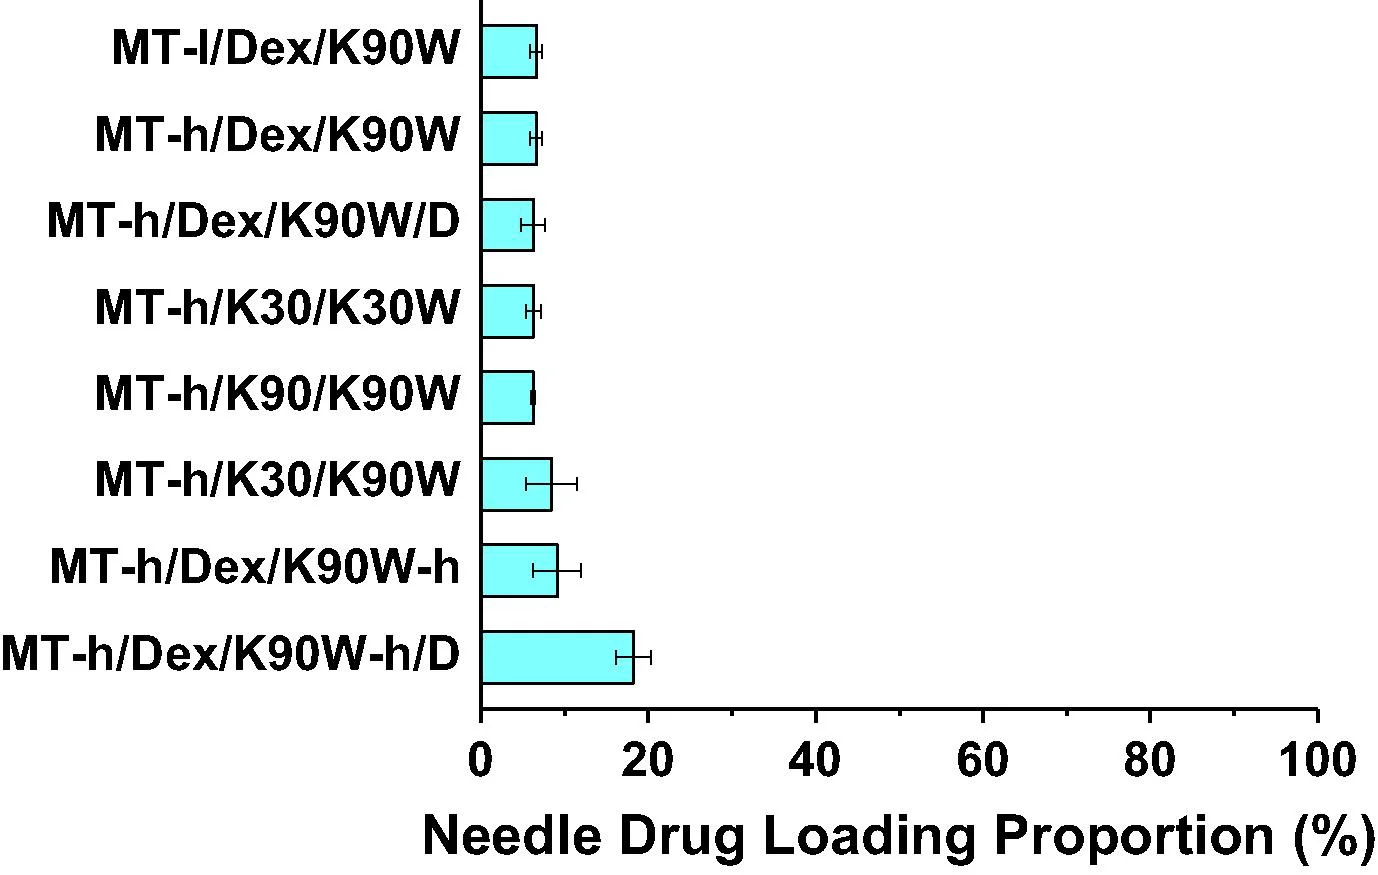 MT-l/Dex/K90W
MT-h/Dex/K90W
MT-h/Dex/K90W/D
MT-h/K30/K30W
MT-h/K90/K90W
MT-h/K30/K90W
MT-h/Dex/K90W-h
MT-h/Dex/K90W-h/D
0 20 40 60 80 100
Needle Drug Loading Proportion (%)